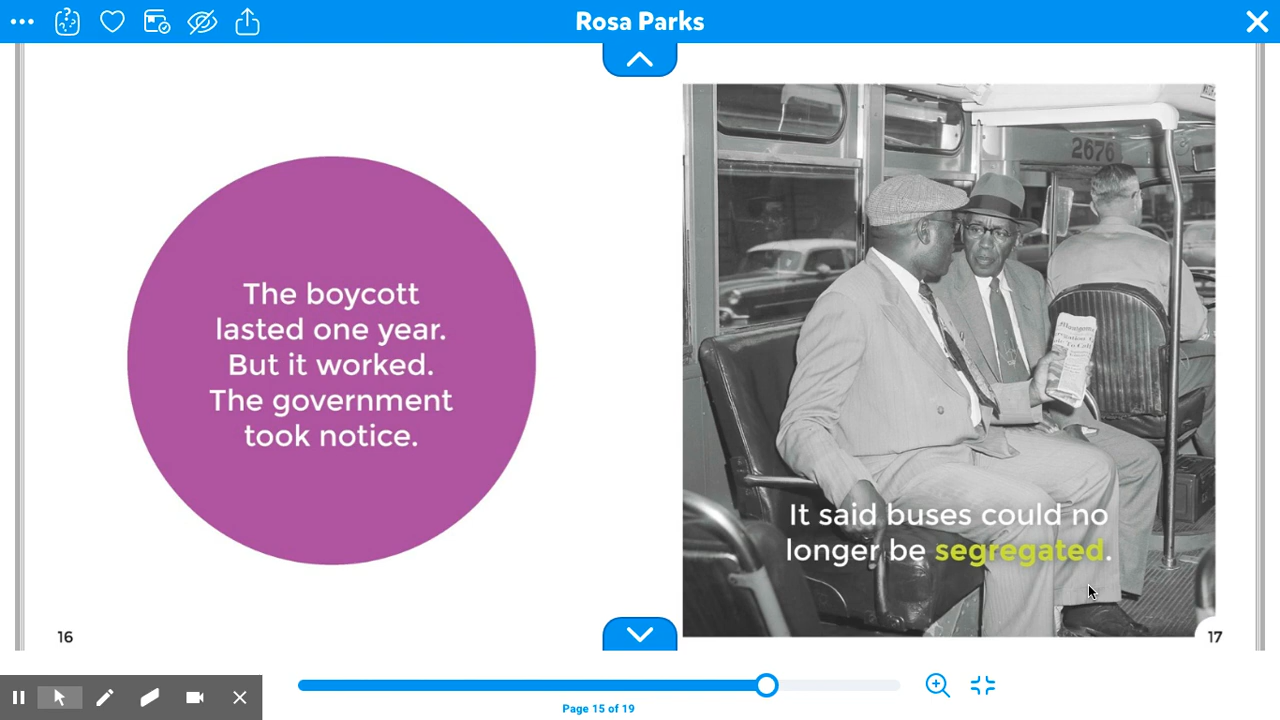 Rosa Parks
The boycott
lasted one year.
But it worked.
The government
took notice.
16
2676
It said buses could no
longer be segregated.
17
Page 15 of 19